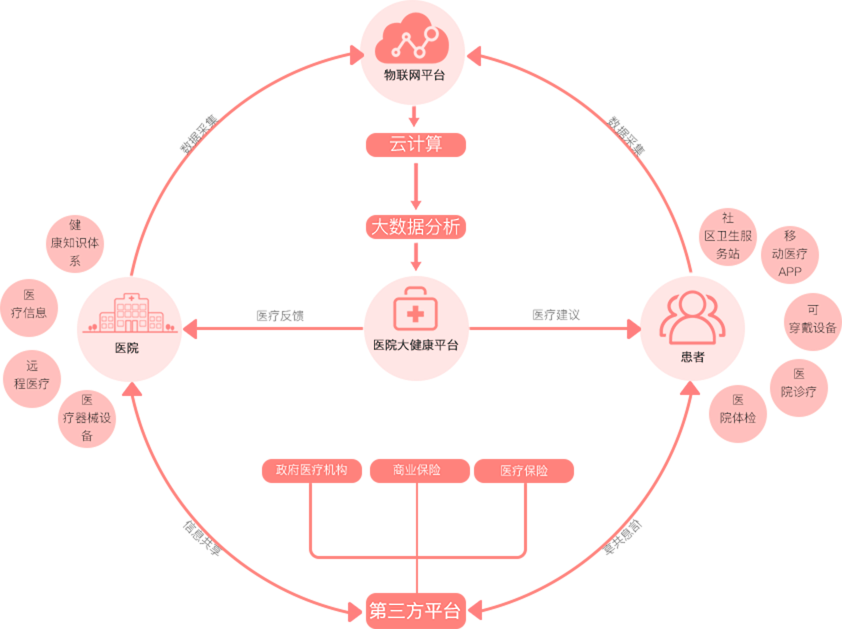 物联网平台
数据采集
数据采集
云计算
大数据分析
健
康知识体
系
医
疗信息
远
程医疗
医
疗器械设
备
医院
医疗反馈
医院大健康平台
医疗建议
患者
社
区卫生服
务站
移
动医疗
APP
可
穿戴设备
医
院诊疗
医
院体检
政府医疗机构
商业保险
医疗保险
信息共享
信息共享
第三方平台